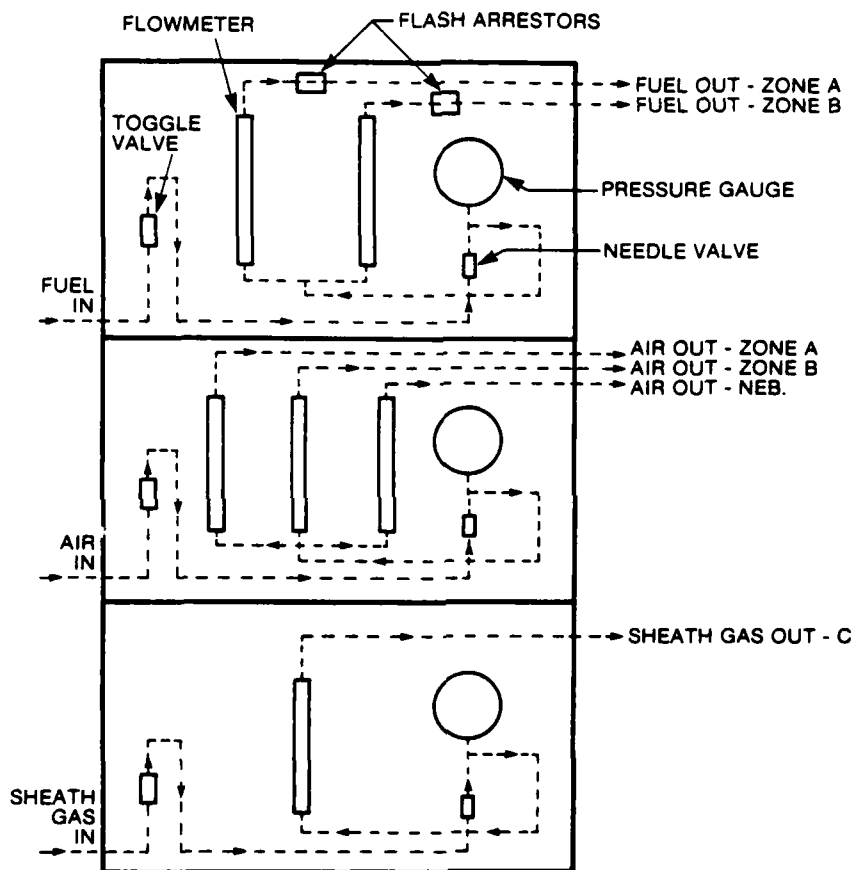 FLOWMETER
FLASH ARRESTORS
FUEL OUT - ZONE A
FUEL OUT - ZONE B
TOGGLE
VALVE
PRESSURE GAUGE
NEEDLE VALVE
FUEL
IN
AIR OUT - ZONE A
AIR OUT - ZONE B
AIR OUT - NEB.
AIR
IN
SHEATH GAS OUT - C
SHEATH
GAS
IN